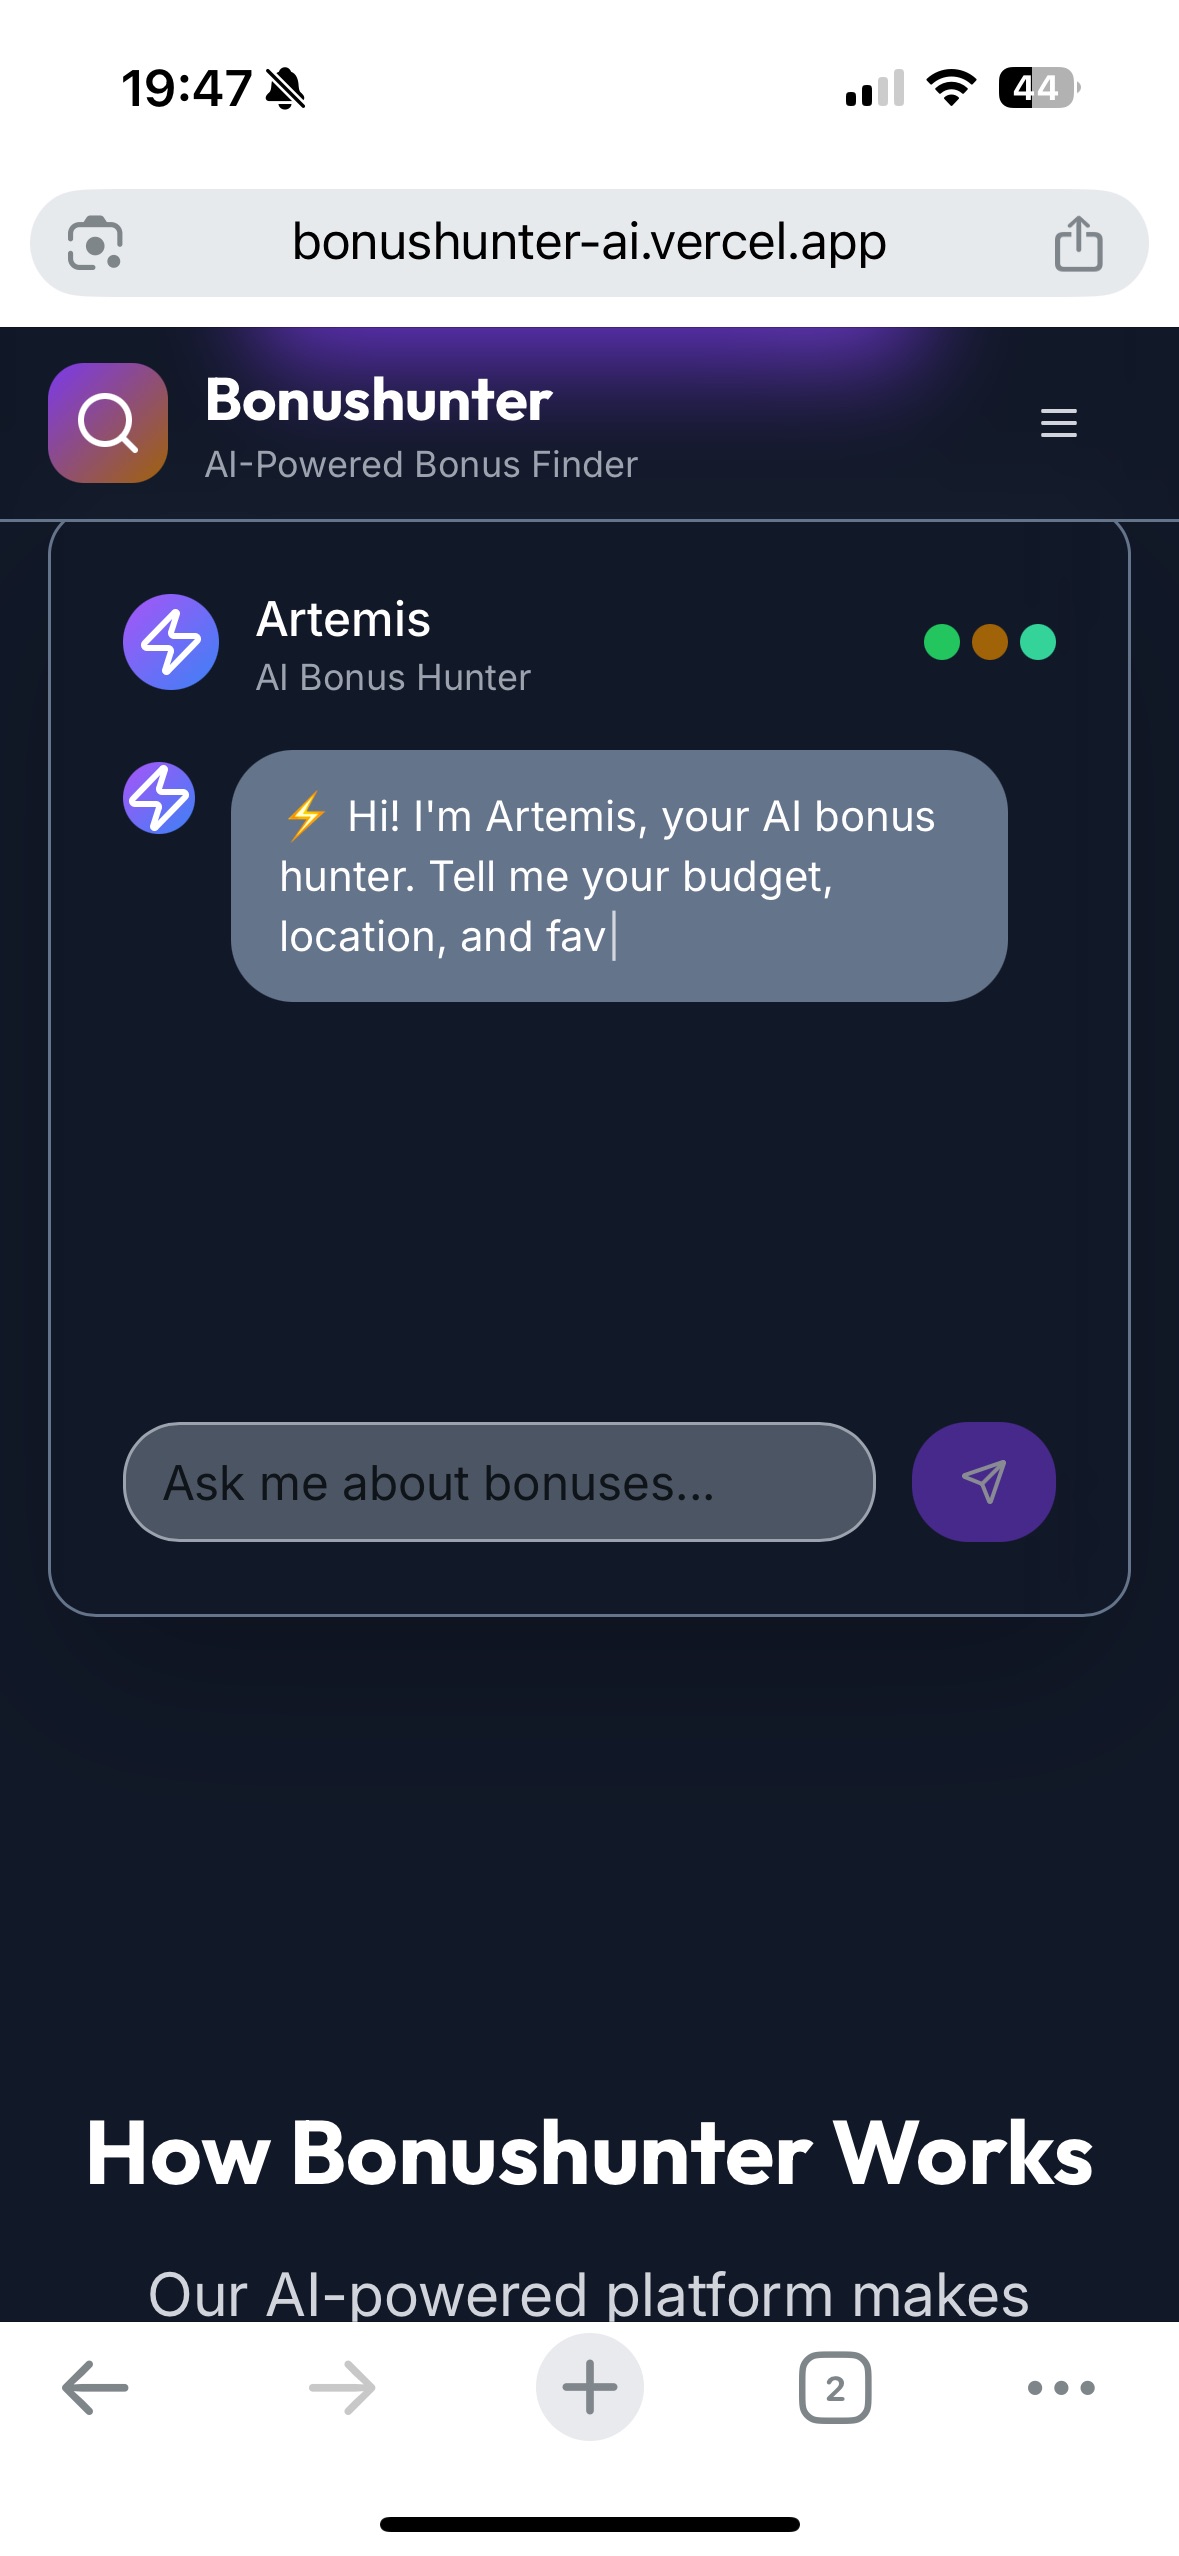 19:47
44
bonushunter-ai.vercel.app
Bonushunter
AI-Powered Bonus Finder
Artemis
AI Bonus Hunter
⚡ Hi! I'm Artemis, your AI bonus
hunter. Tell me your budget,
location, and fav
Ask me about bonuses...
How Bonushunter Works
Our AI-powered platform makes
2